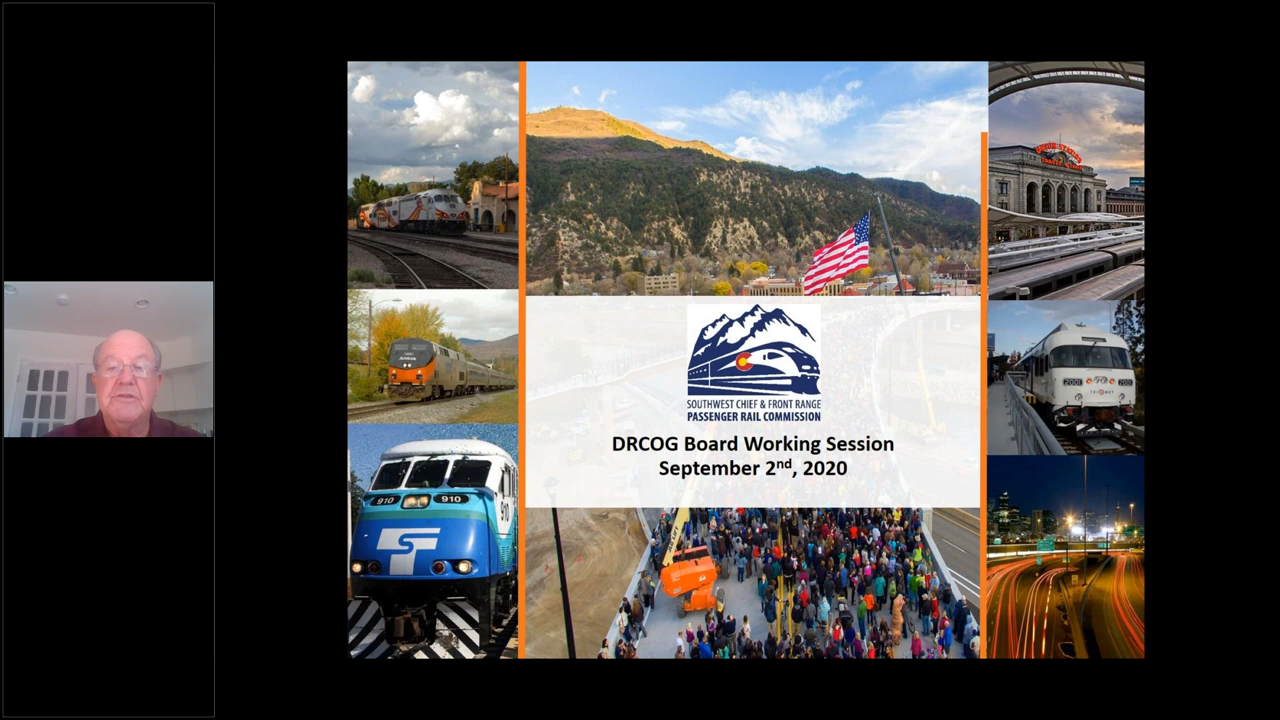 SOUTHWEST CHIEF & FRONT RANGE
PASSENGER RAIL COMMISSION
DRCOG Board Working Session
September 2nd, 2020
UNION STATION
910
910
910
2001
2001